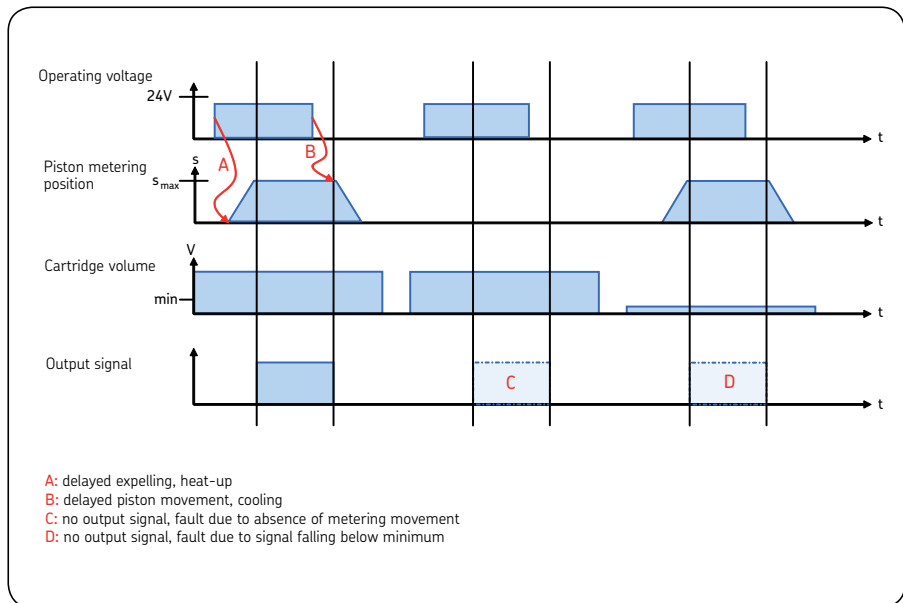 Operating voltage
24V
t
A
B
s
Piston metering
position
s max
t
V
Cartridge volume
min
t
Output signal
C
D
t
A: delayed expelling, heat-up
B: delayed piston movement, cooling
C: no output signal, fault due to absence of metering movement
D: no output signal, fault due to signal falling below minimum